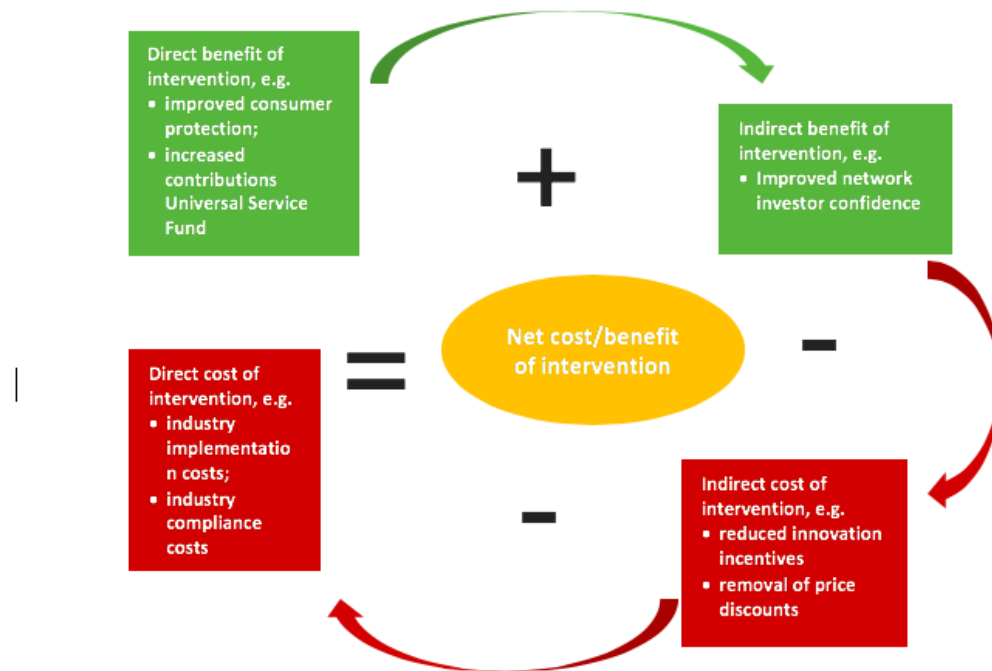 Direct benefit of
intervention, e.g.
▪ improved consumer
protection;
▪ increased
contributions
Universal Service
Fund
+
Indirect benefit of
intervention, e.g.
▪ Improved network
investor confidence
Net cost/benefit
of intervention
=
-
Direct cost of
intervention, e.g.
▪ industry
implementatio
n costs;
▪ industry
compliance
costs
-
Indirect cost of
intervention, e.g.
▪ reduced innovation
incentives
▪ removal of price
discounts